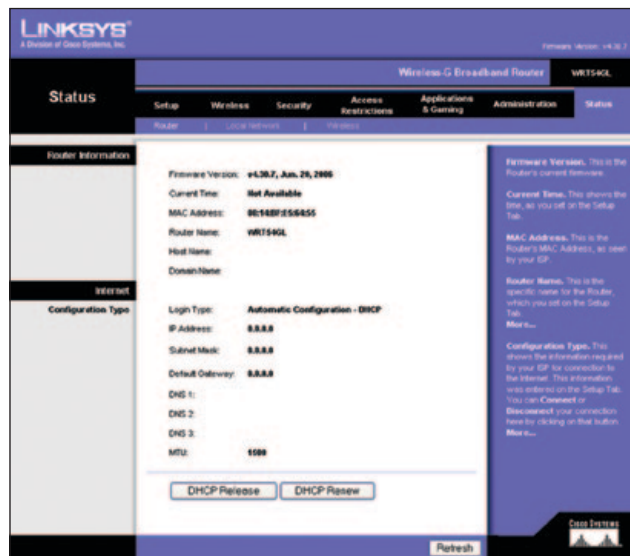 LINKSYS®
A Division of Cisco Systems, Inc.
Firmware Version: v4.30.7
Wireless-G Broadband Router WRT54GL
Status
Setup Wireless Security Access Restrictions Applications & Gaming Administration Status
Router | Local Network | Wireless
Router Information
Firmware Version: v4.30.7, Jun. 20, 2006
Current Time: Not Available
MAC Address:
Router Name: WRT54GL
Host Name:
Domain Name:
Internet
Configuration Type
Login Type: Automatic Configuration - DHCP
IP Address: 0.0.0.0
Subnet Mask: 0.0.0.0
Default Gateway: 0.0.0.0
DNS 1:
DNS 2:
DNS 3:
MTU: 1500
DHCP Release DHCP Renew
Refresh
Firmware Version. This is the
Router's current firmware.
Current Time. This shows the
time, as you set on the Setup
Tab.
MAC Address. This is the
Router's MAC Address, as seen
by your ISP.
Router Name. This is the
specific name for the Router,
which you set on the Setup
Tab.
More...
Configuration Type. This
shows the information required
by your ISP for connection to
the Internet. This information
was entered on the Setup Tab.
You can Connect or
Disconnect your connection
here by clicking on that button.
More...
CISCO SYSTEMS